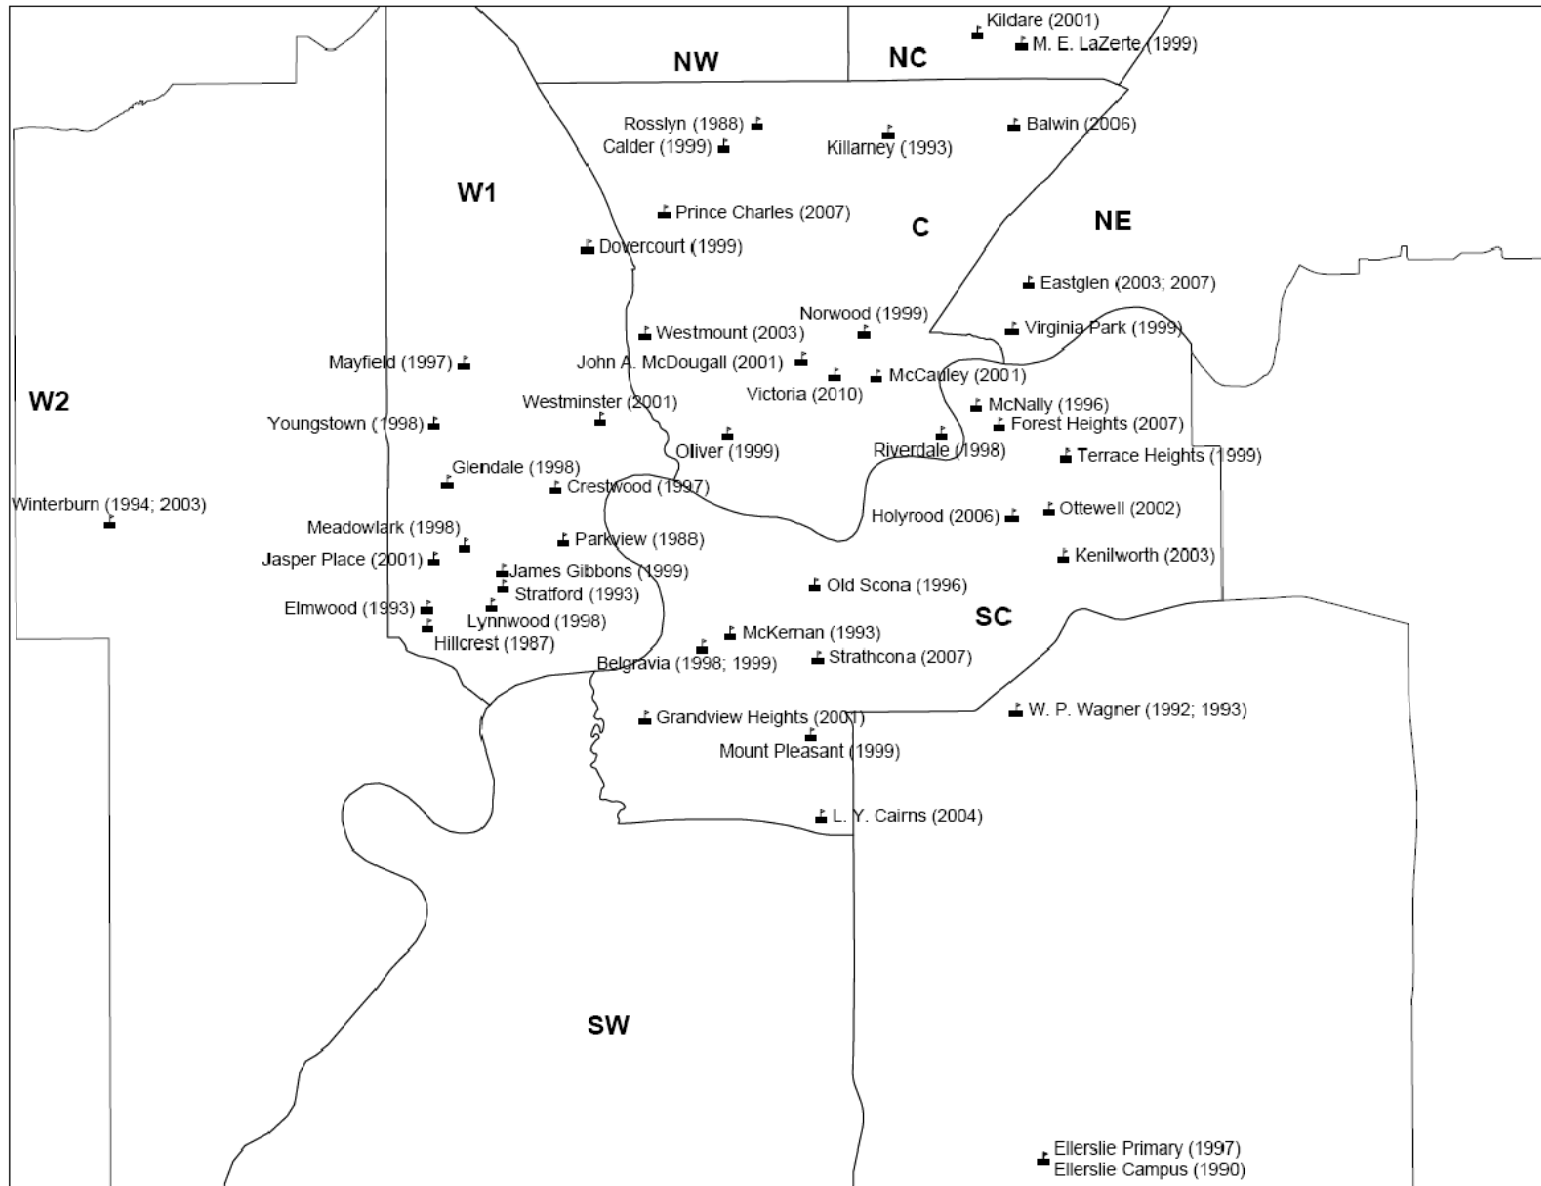 Kildare (2001)
M. E. LaZerte (1999)
NW
NC
Rosslyn (1988)
Calder (1999)
Killarney (1993)
Balwin (2006)
W1
Prince Charles (2007)
C
NE
Dovercourt (1999)
Eastglen (2003; 2007)
Norwood (1999)
Westmount (2003)
Virginia Park (1999)
Mayfield (1997)
John A. McDougall (2001)
McCauley (2001)
W2
Westminster (2001)
Victoria (2010)
McNally (1996)
Youngstown (1998)
Forest Heights (2007)
Oliver (1999)
Riverdale (1998)
Terrace Heights (1999)
Glendale (1998)
Crestwood (1997)
Winterburn (1994; 2003)
Holyrood (2006)
Ottewell (2002)
Meadowlark (1998)
Parkview (1988)
Jasper Place (2001)
Kenilworth (2003)
James Gibbons (1999)
Stratford (1993)
Old Scona (1996)
Elmwood (1993)
Lynnwood (1998)
SC
Hillcrest (1987)
McKernan (1993)
Belgravia (1998; 1999)
Strathcona (2007)
Grandview Heights (2001)
W. P. Wagner (1992; 1993)
Mount Pleasant (1999)
L. Y. Cairns (2004)
SW
Ellerslie Primary (1997)
Ellerslie Campus (1990)